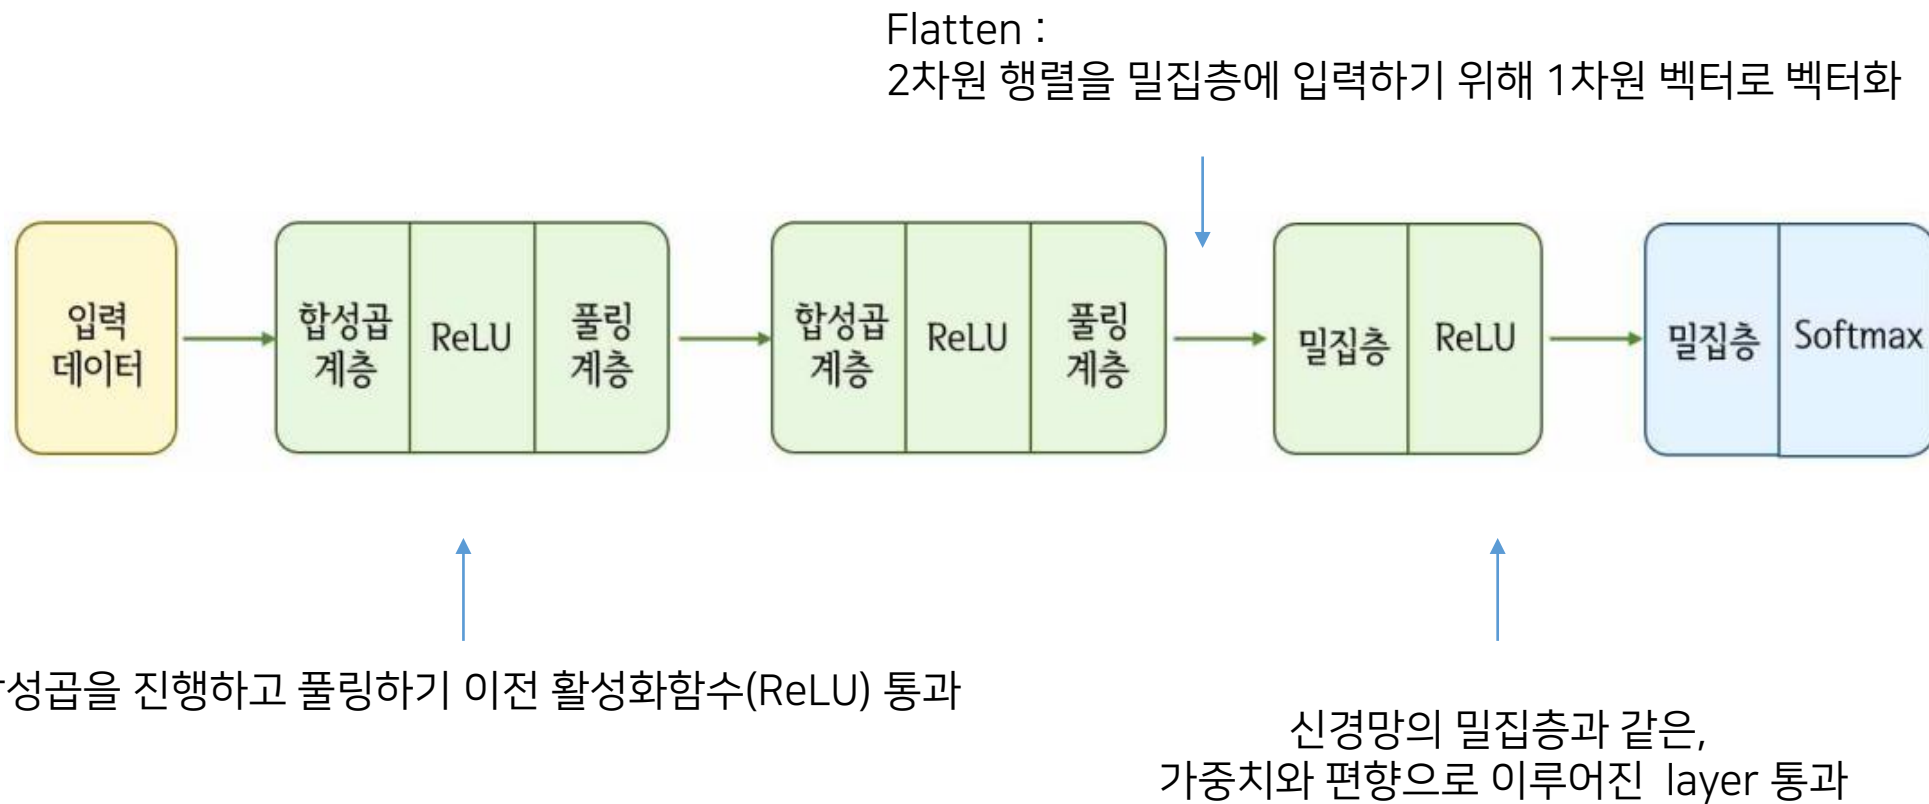 Flatten :
2차원 행렬을 밀집층에 입력하기 위해 1차원 벡터로 벡터화
입력
데이터
합성곱
계층
ReLU
풀링
계층
합성곱
계층
ReLU
풀링
계층
밀집층
ReLU
밀집층
Softmax
진행하고 풀링하기 이전 활성화함수(ReLU) 통과
신경망의 밀집층과 같은,
가중치와 편향으로 이루어진 layer 통과